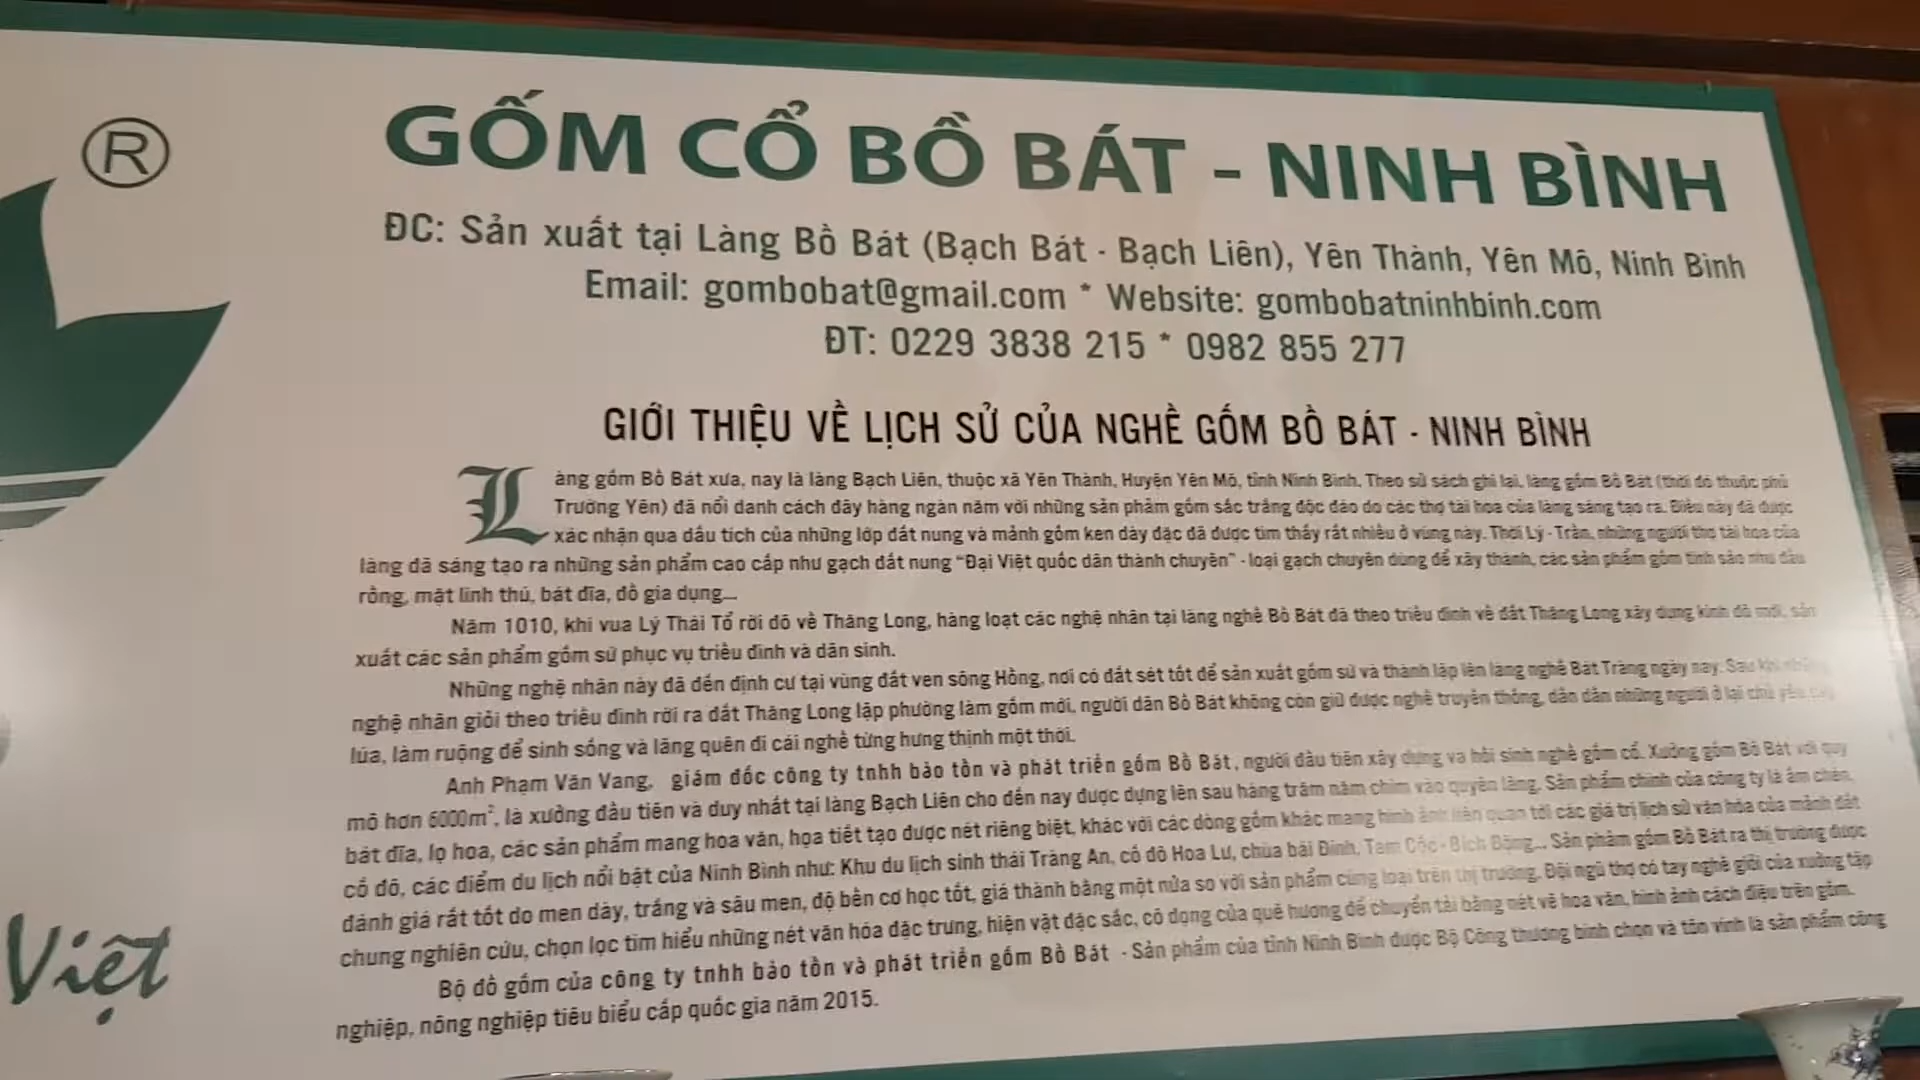 ®
GỐM CỔ BỒ BÁT - NINH BÌNH
ĐC: Sản xuất tại Làng Bồ Bát (Bạch Bát - Bạch Liên), Yên Thành, Yên Mô, Ninh Bình
Email: gombobat@gmail.com * Website: gombobatninhbinh.com
ĐT: 0229 3838 215 * 0982 855 277
GIỚI THIỆU VỀ LỊCH SỬ CỦA NGHỀ GỐM BỒ BÁT - NINH BÌNH
Làng gốm Bồ Bát xưa, nay là làng Bạch Liên, thuộc xã Yên Thành, Huyện Yên Mô, tỉnh Ninh Bình. Theo sử sách ghi lại, làng gốm Bồ Bát (thời đó thuộc phủ
Trường Yên) đã nổi danh cách đây hàng ngàn năm với những sản phẩm gốm sắc trắng độc đáo do các thợ tài hoa của làng sáng tạo ra. Điều này đã được
xác nhận qua dấu tích của những lớp đất nung và mảnh gốm ken dày đặc đã được tìm thấy rất nhiều ở vùng này. Thời Lý - Trần, những người thợ tài hoa của
làng đã sáng tạo ra những sản phẩm cao cấp như gạch đất nung “Đại Việt quốc dân thành chuyên” - loại gạch chuyên dùng để xây thành, các sản phẩm gốm tinh xảo như đầu
rồng, mặt linh thú, bát đĩa, đồ gia dụng...
Năm 1010, khi vua Lý Thái Tổ rời đô về Thăng Long, hàng loạt các nghệ nhân tại làng nghề Bồ Bát đã theo triều đình về đất Thăng Long xây dựng kinh đô mới, sản
xuất các sản phẩm gốm sứ phục vụ triều đình và dân sinh.
Những nghệ nhân này đã đến định cư tại vùng đất ven sông Hồng, nơi có đất sét tốt để sản xuất gốm sứ và thành lập lên làng nghề Bát Tràng ngày nay. Sau khi những
nghệ nhân giỏi theo triều đình rời ra đất Thăng Long lập phường làm gốm mới, người dân Bồ Bát không còn giữ được nghề truyền thống, dần dần những người ở lại chủ yếu
lúa, làm ruộng để sinh sống và lãng quên đi cái nghề từng hưng thịnh một thời.
Anh Phạm Văn Vang, giám đốc công ty tnhh bảo tồn và phát triển gốm Bồ Bát, người đầu tiên xây dựng và hồi sinh nghề gốm cổ. Xưởng gốm Bồ Bát với quy
mô hơn 6000m², là xưởng đầu tiên và duy nhất tại làng Bạch Liên cho đến nay được dựng lên sau hàng trăm năm chìm vào quyên lãng. Sản phẩm chính của công ty là ấm chén,
bát đĩa, lọ hoa, các sản phẩm mang hoa văn, họa tiết tạo được nét riêng biệt, khác với các dòng gốm khác mang hình ảnh liên quan tới các giá trị lịch sử văn hóa của mảnh đất
cố đô, các điểm du lịch nổi bật của Ninh Bình như: Khu du lịch sinh thái Tràng An, cố đô Hoa Lư, chùa bái Đính, Tam Cốc - Bích Động... Sản phẩm gốm Bồ Bát ra thị trường được
đánh giá rất tốt do men dày, trắng và sâu men, độ bền cơ học tốt, giá thành bằng một nửa so với sản phẩm cùng loại trên thị trường. Đội ngũ thợ có tay nghề giỏi của xưởng tập
chung nghiên cứu, chọn lọc tìm hiểu những nét văn hóa đặc trưng, hiện vật đặc sắc, cô đọng của quê hương để chuyển tải bằng nét vẽ hoa văn, hình ảnh cách điệu trên gốm.
Bộ đồ gốm của công ty tnhh bảo tồn và phát triển gốm Bồ Bát - Sản phẩm của tỉnh Ninh Bình được Bộ Công thương bình chọn và tôn vinh là sản phẩm công
nghiệp, nông nghiệp tiêu biểu cấp quốc gia năm 2015.
Việt